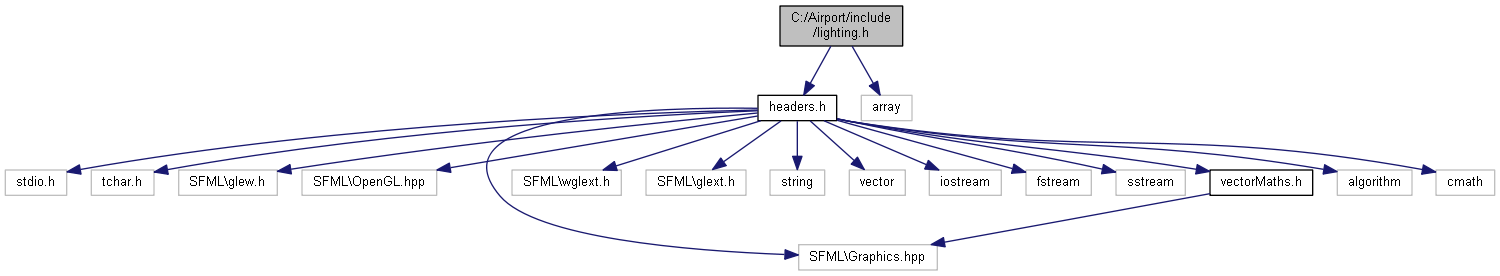 C:/Airport/include
/lighting.h
headers.h
array
stdio.h
tchar.h
SFML\glew.h
SFML\OpenGL.hpp
SFML\wglext.h
SFML\glext.h
string
vector
iostream
fstream
sstream
vectorMaths.h
algorithm
cmath
SFML\Graphics.hpp